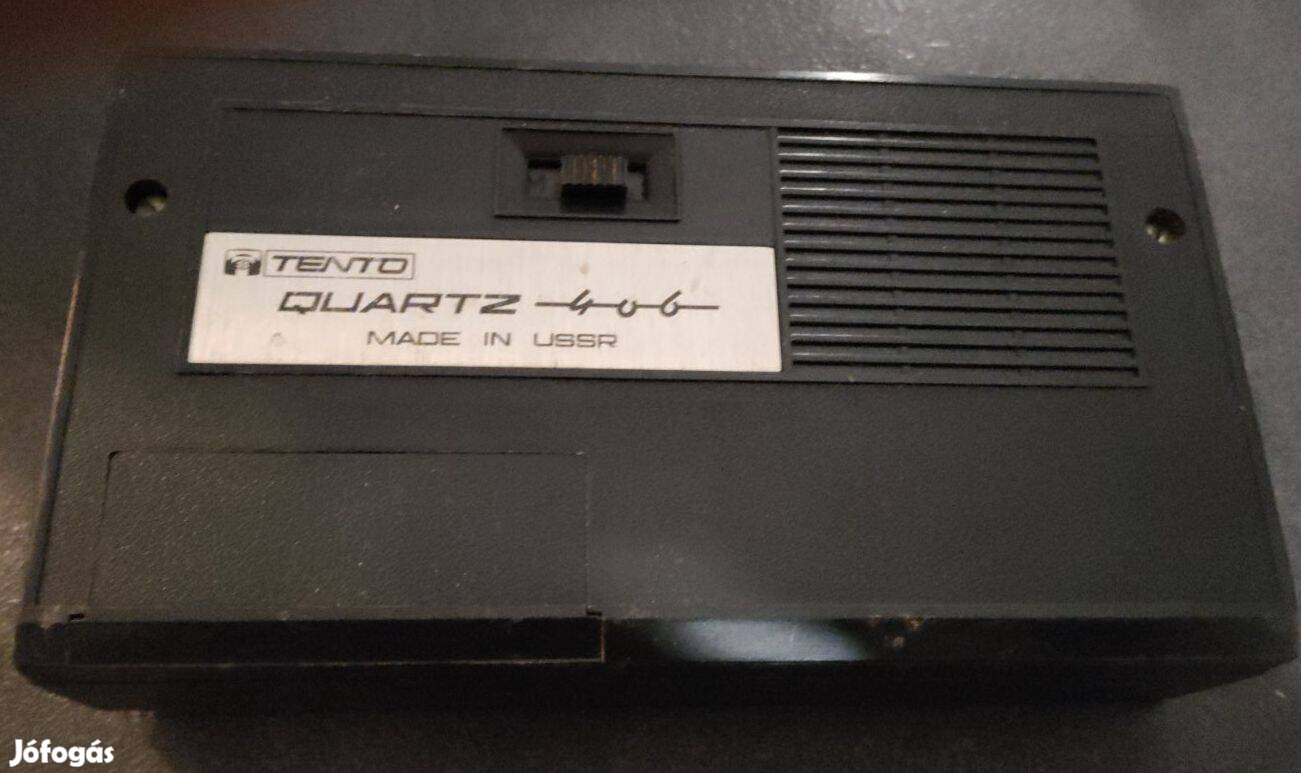 TENTO
QUARTZ 406
MADE IN USSR
Jófogás